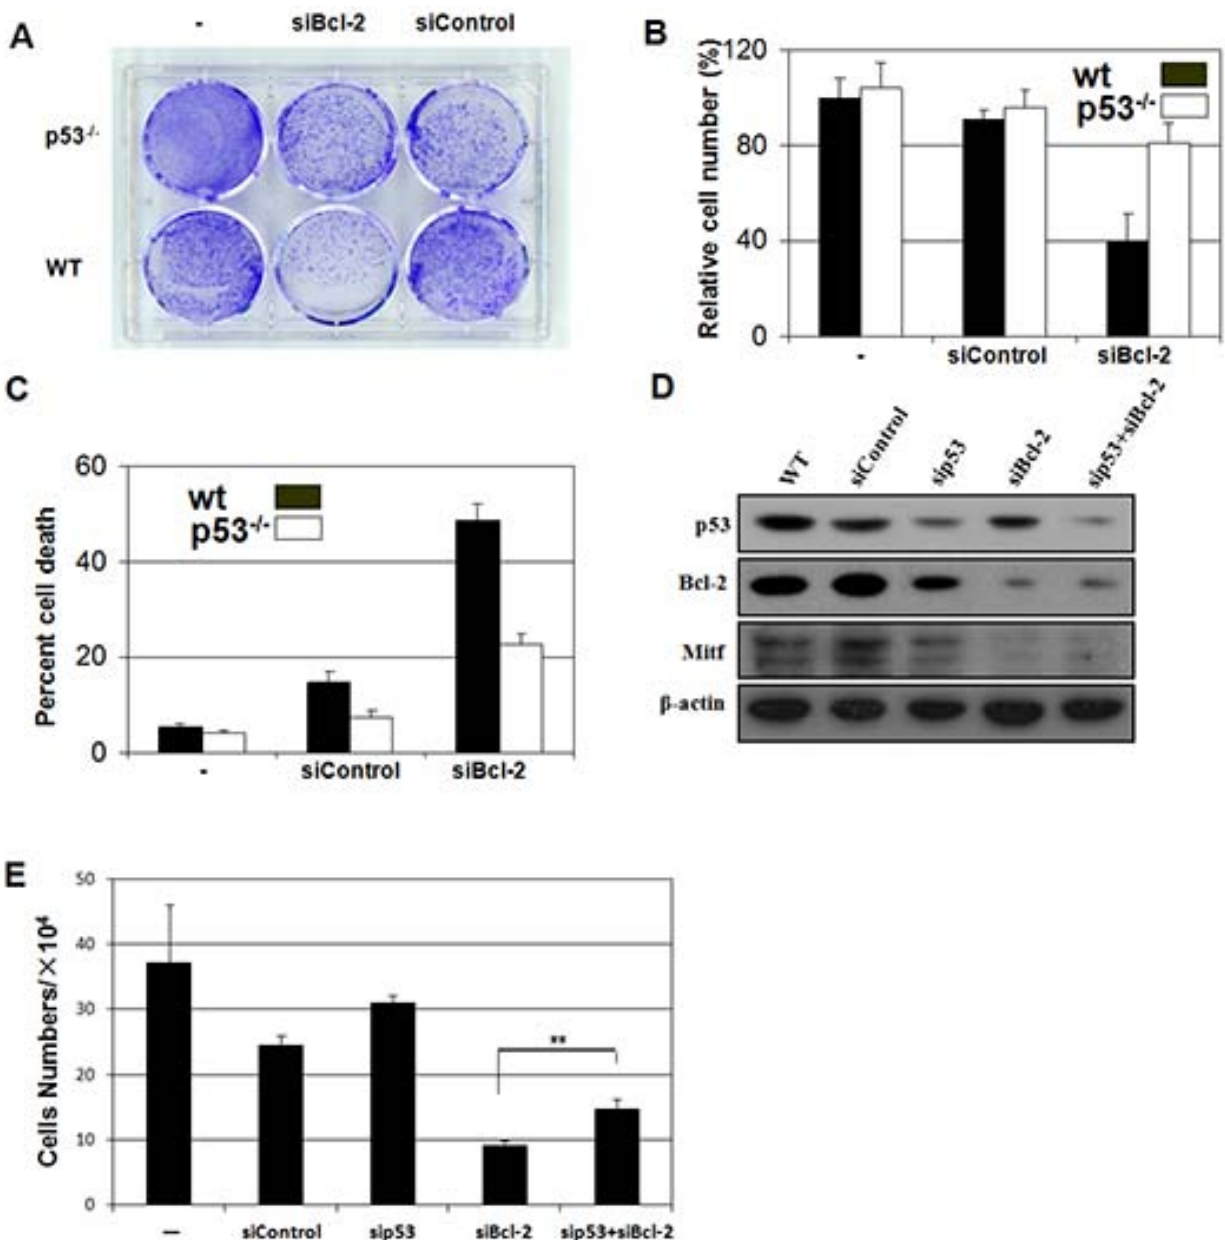 A
- siBcl-2 siControl
p53-/-
WT
B
Relative cell number (%)
120
80
40
0
wt
p53-/-
- siControl siBcl-2
C
Percent cell death
60
40
20
0
wt
p53-/-
- siControl siBcl-2
D
WT siControl sip53 siBcl-2 sip53+siBcl-2
p53
Bcl-2
Mitf
β-actin
E
Cells Numbers/×10⁴
50
40
30
20
10
0
**
– siControl sip53 siBcl-2 sip53+siBcl-2